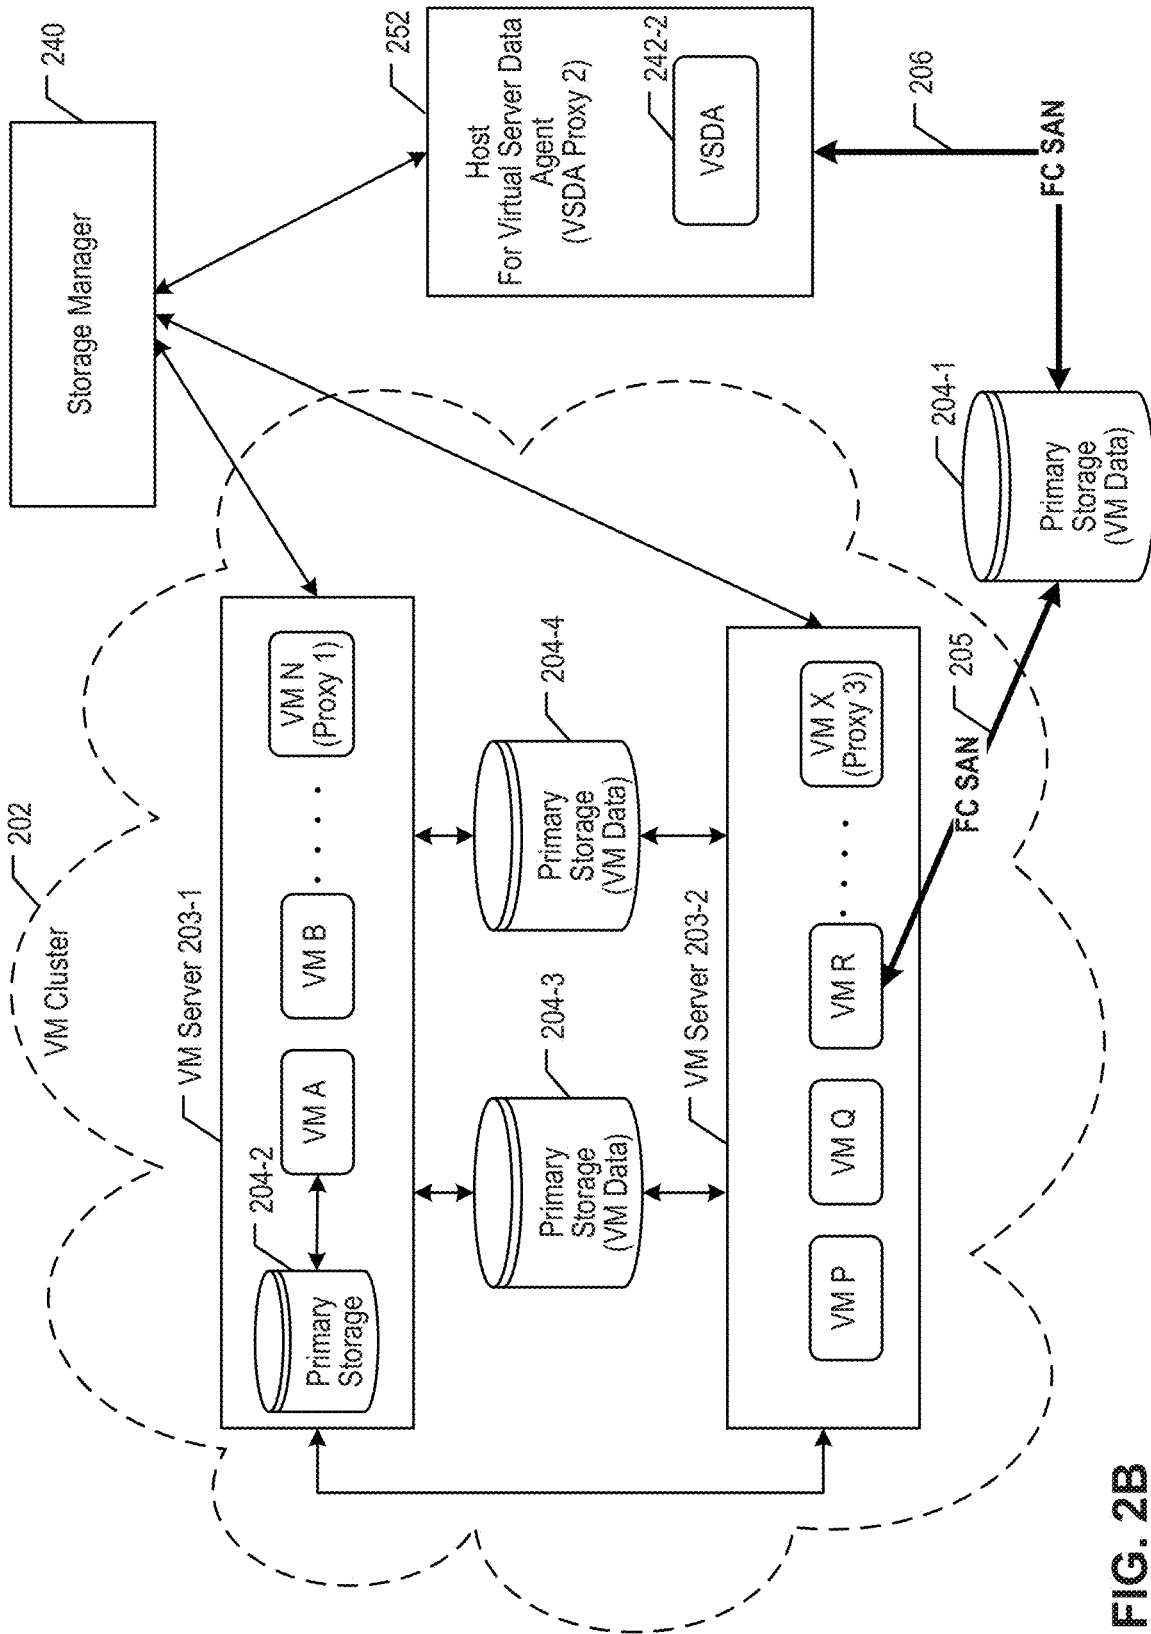 202
VM Cluster
Storage Manager
240
VM Server 203-1
204-2
Primary
Storage
VM A
VM B
. . . .
VM N
(Proxy 1)
Host
For Virtual Server Data
Agent
(VSDA Proxy 2)
252
VSDA
242-2
204-3
Primary
Storage
(VM Data)
204-4
Primary
Storage
(VM Data)
VM Server 203-2
VM P
VM Q
VM R
. . . .
VM X
(Proxy 3)
206
FC SAN
FC SAN
205
204-1
Primary
Storage
(VM Data)
FIG. 2B